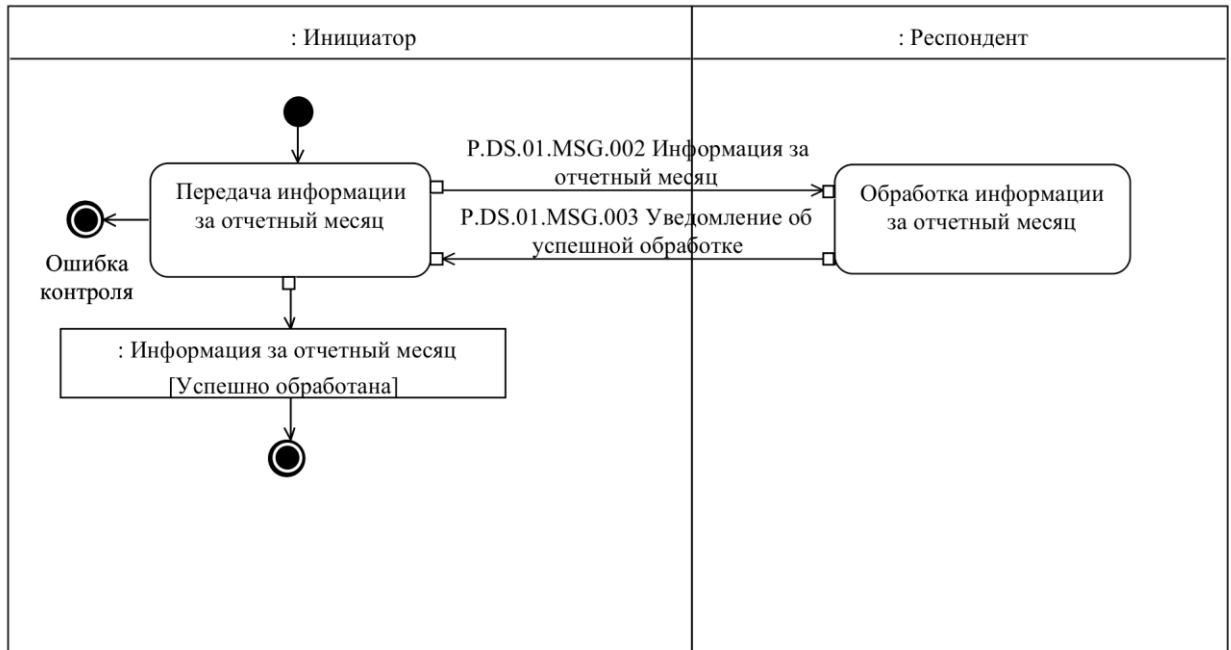 : Инициатор
: Респондент
P.DS.01.MSG.002 Информация за
отчетный месяц
Передача информации
за отчетный месяц
Обработка информации
за отчетный месяц
P.DS.01.MSG.003 Уведомление об
успешной обработке
Ошибка
контроля
: Информация за отчетный месяц
[Успешно обработана]